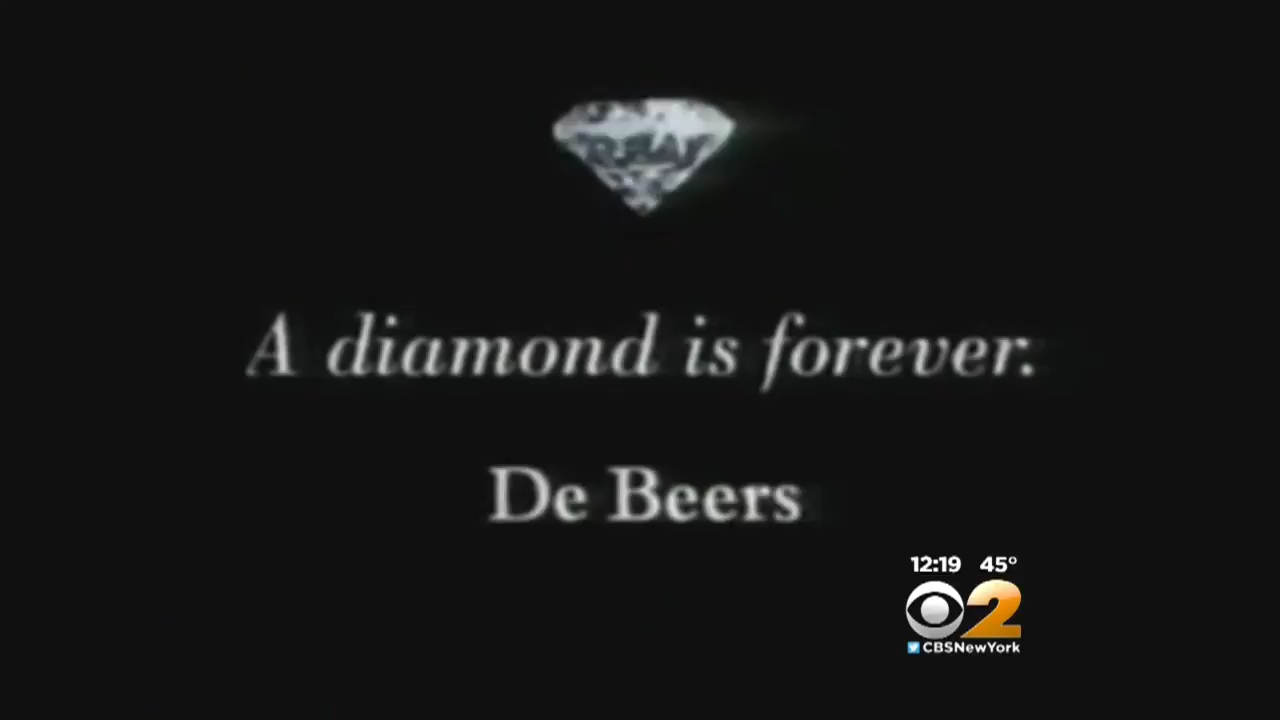 A diamond is forever.
De Beers
12:19 45°
2
CBSNewYork